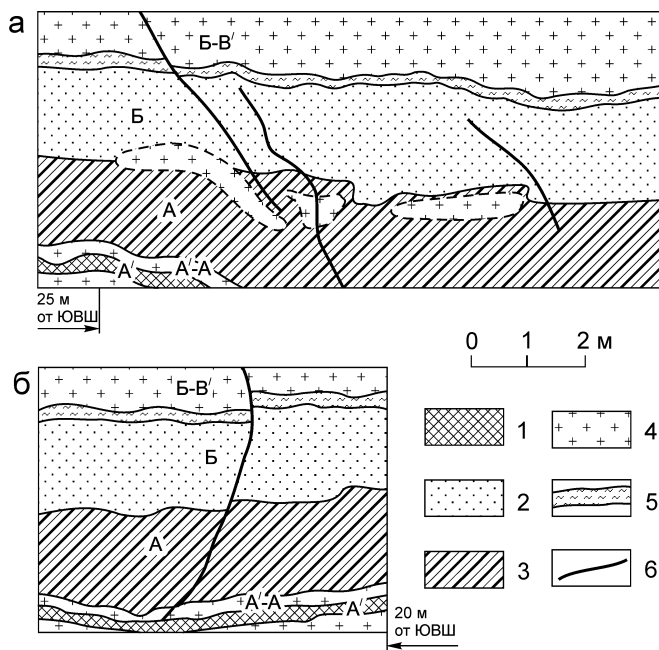 а
Б-В/
Б
А
А/
А/-А
25 м
от ЮВШ
0 1 2 м
б
Б-В/
Б
А
А/-А
А/
20 м
от ЮВШ
1 4
2 5
3 6